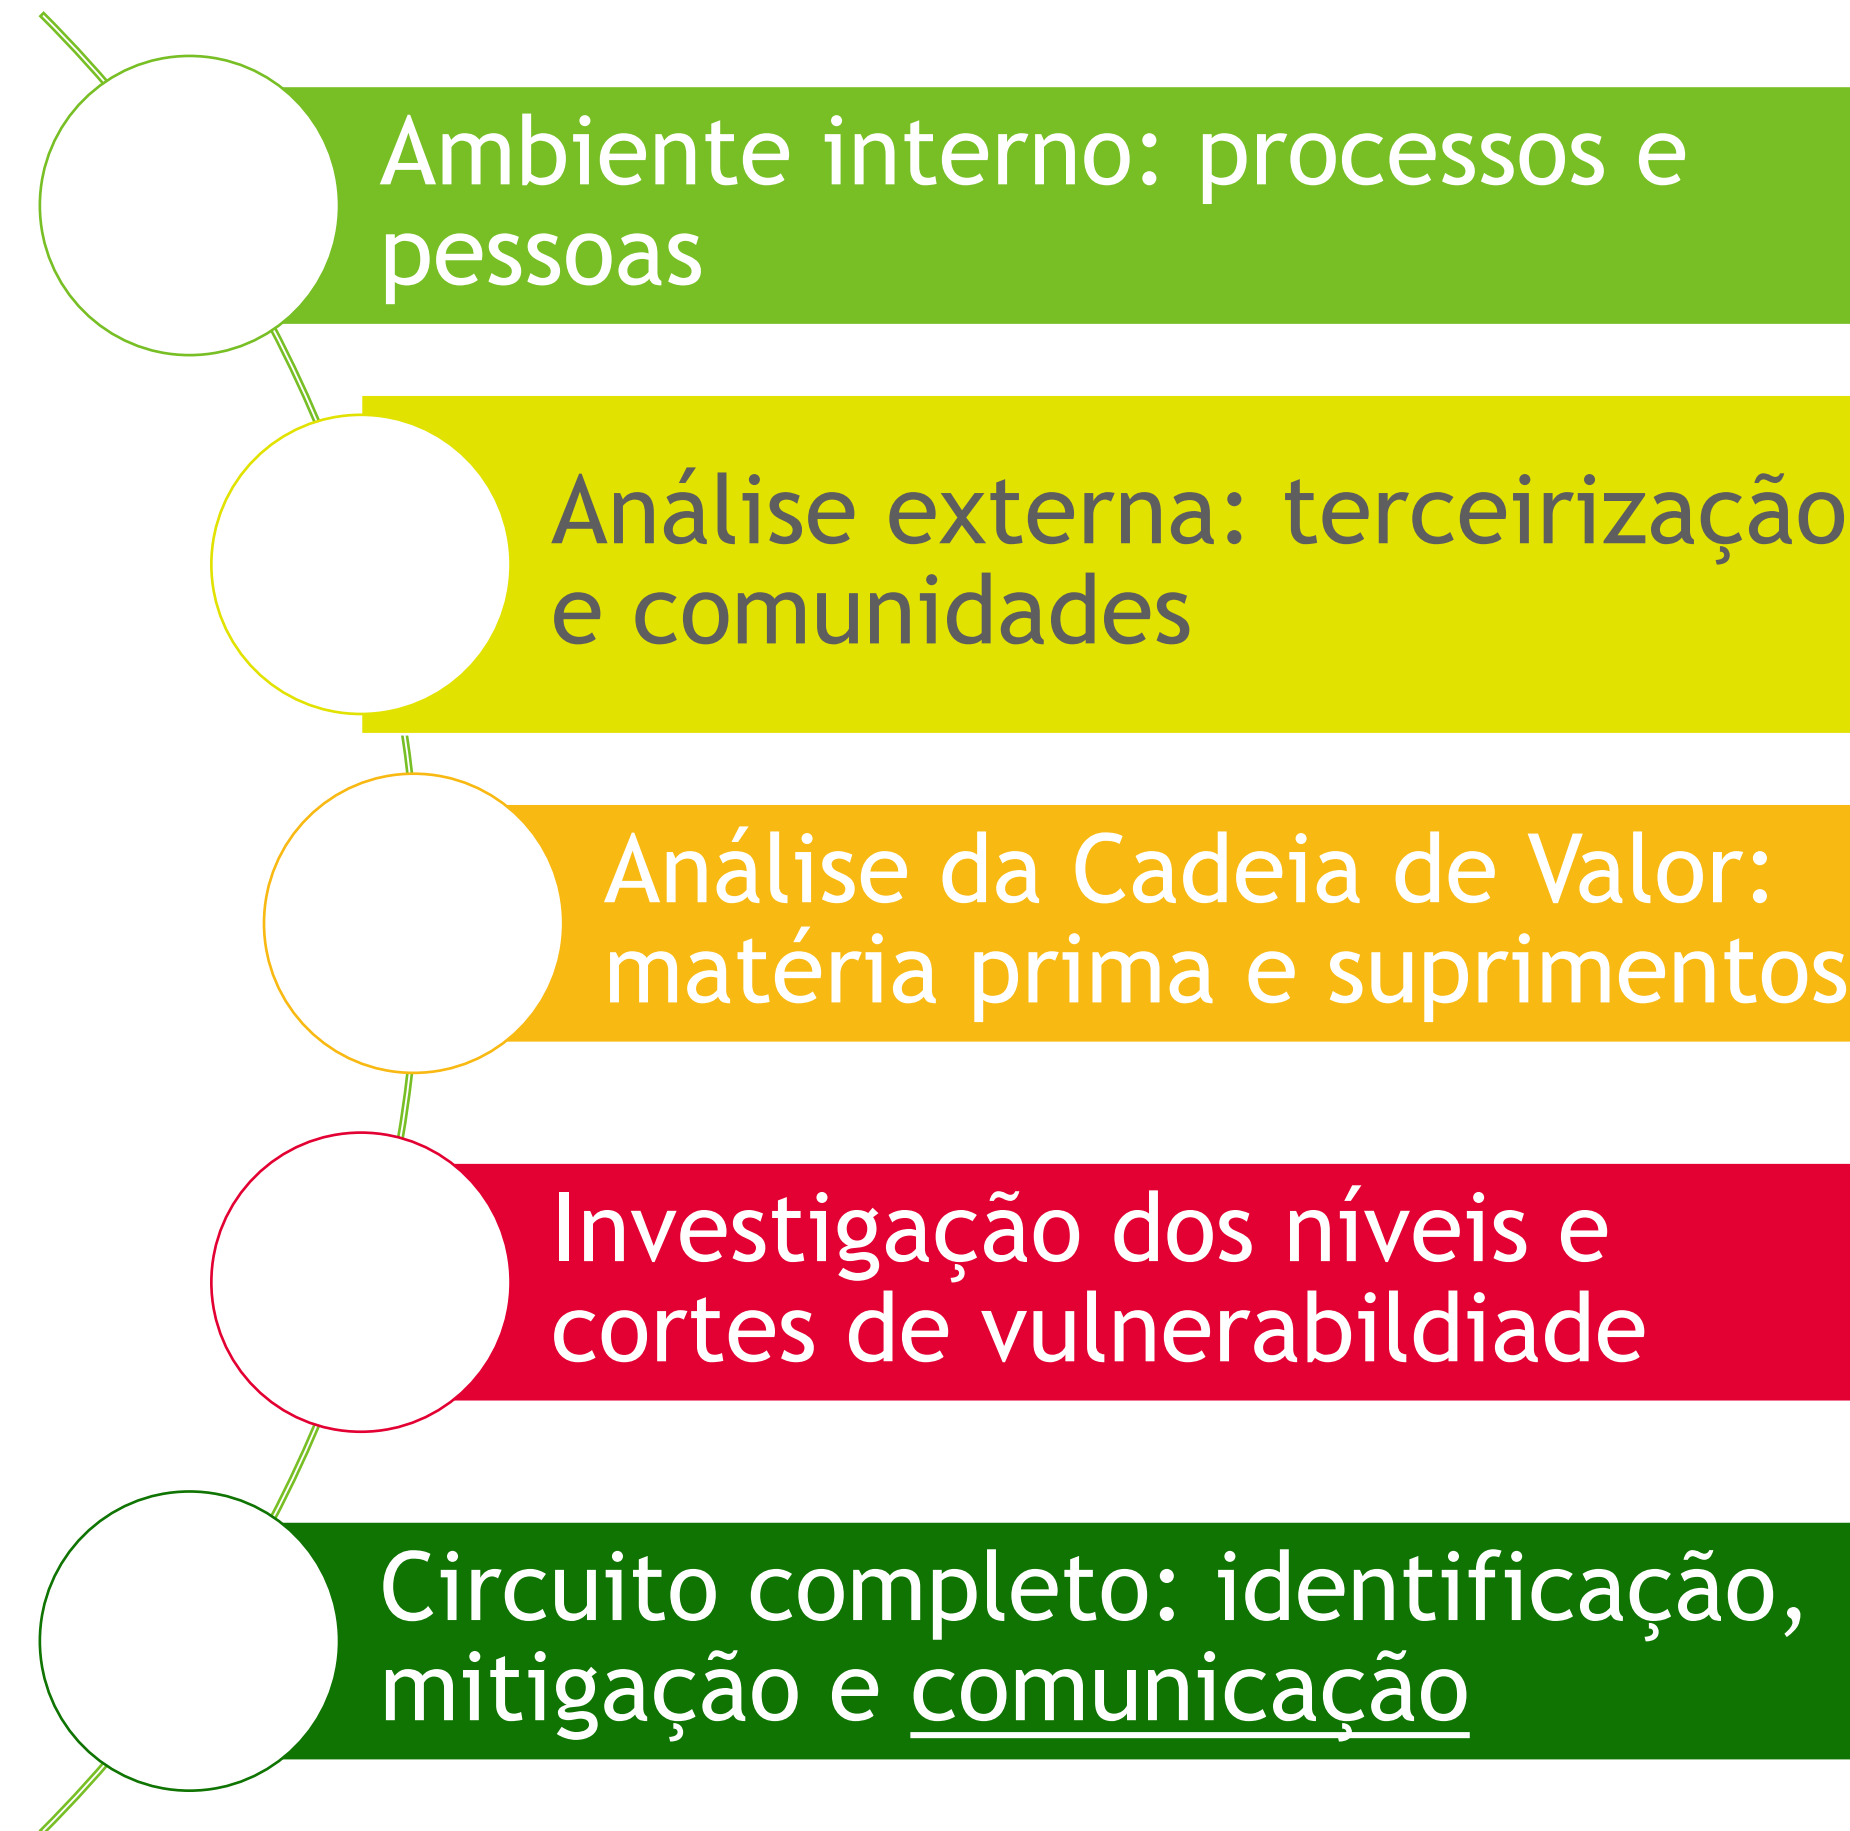 Ambiente interno: processos e
pessoas
Análise externa: terceirização
e comunidades
Análise da Cadeia de Valor:
matéria prima e suprimentos
Investigação dos níveis e
cortes de vulnerabildiade
Circuito completo: identificação,
mitigação e comunicação